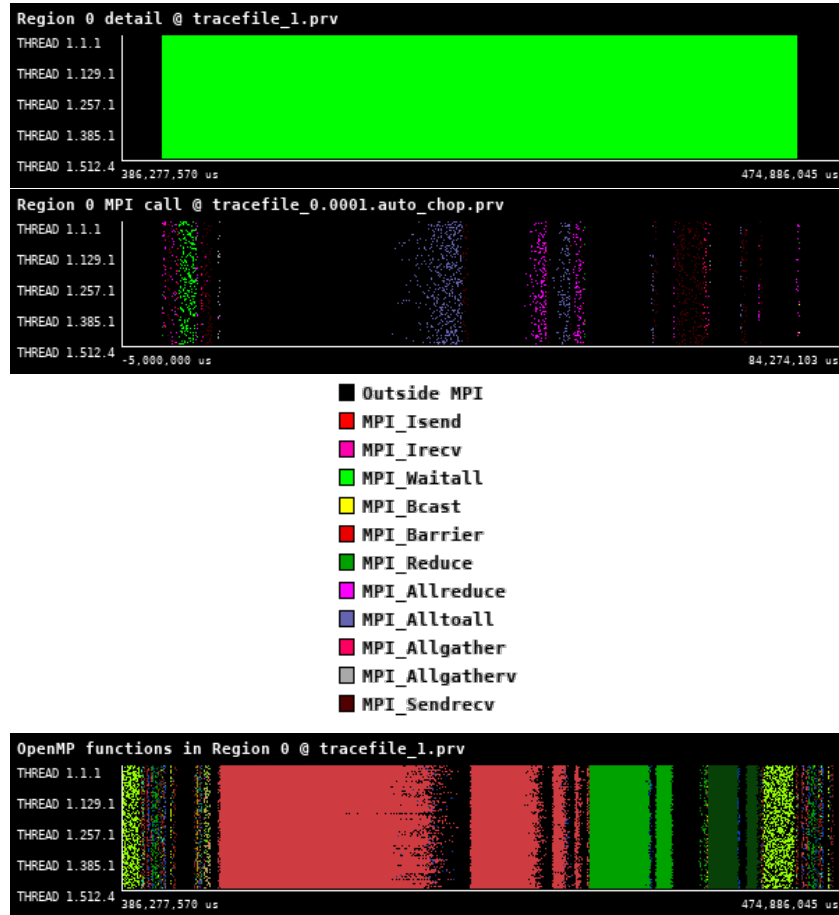 Region 0 detail @ tracefile_1.prv
THREAD 1.1.1
THREAD 1.129.1
THREAD 1.257.1
THREAD 1.385.1
THREAD 1.512.4
386,277,570 us
474,886,045 us
Region 0 MPI call @ tracefile_0.0001.auto_chop.prv
THREAD 1.1.1
THREAD 1.129.1
THREAD 1.257.1
THREAD 1.385.1
THREAD 1.512.4
-5,000,000 us
84,274,103 us
Outside MPI
MPI_Isend
MPI_Irecv
MPI_Waitall
MPI_Bcast
MPI_Barrier
MPI_Reduce
MPI_Allreduce
MPI_Alltoall
MPI_Allgather
MPI_Allgatherv
MPI_Sendrecv
OpenMP functions in Region 0 @ tracefile_1.prv
THREAD 1.1.1
THREAD 1.129.1
THREAD 1.257.1
THREAD 1.385.1
THREAD 1.512.4
386,277,570 us
474,886,045 us